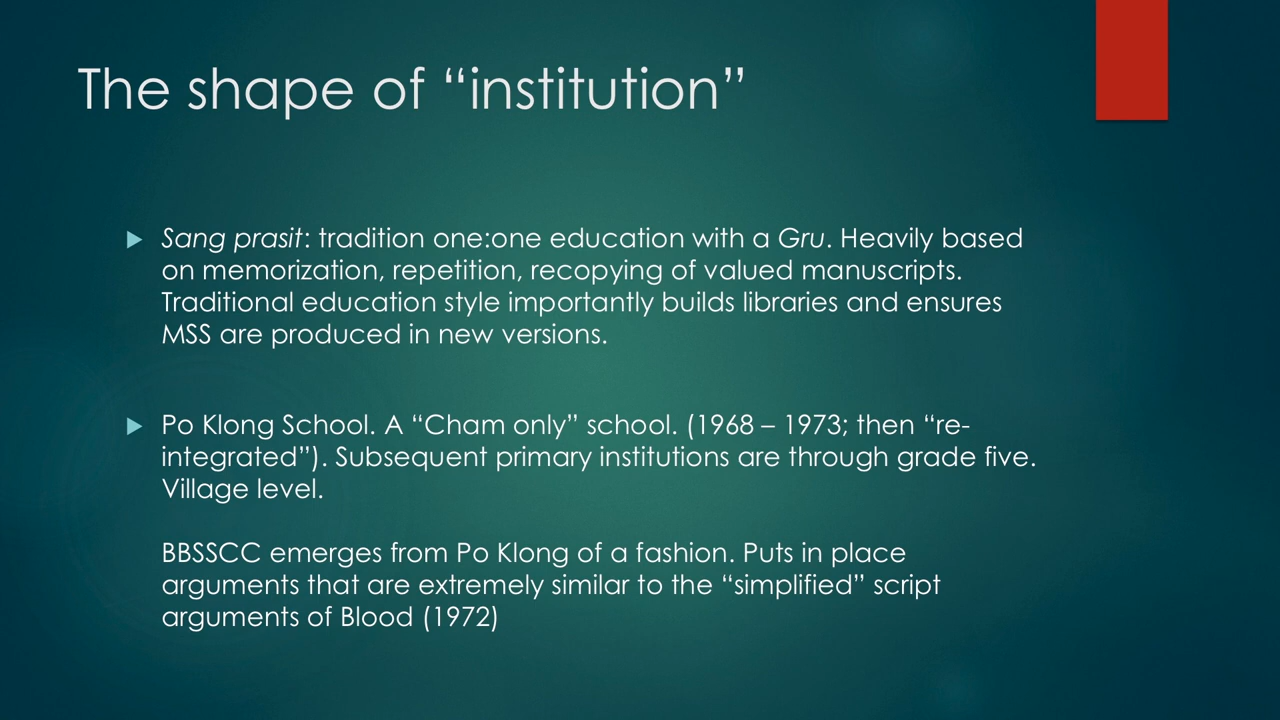 The shape of “institution”
Sang prasit: tradition one:one education with a Gru. Heavily based
on memorization, repetition, recopying of valued manuscripts.
Traditional education style importantly builds libraries and ensures
MSS are produced in new versions.
Po Klong School. A “Cham only” school. (1968 – 1973; then “re-
integrated”). Subsequent primary institutions are through grade five.
Village level.
BBSSCC emerges from Po Klong of a fashion. Puts in place
arguments that are extremely similar to the “simplified” script
arguments of Blood (1972)